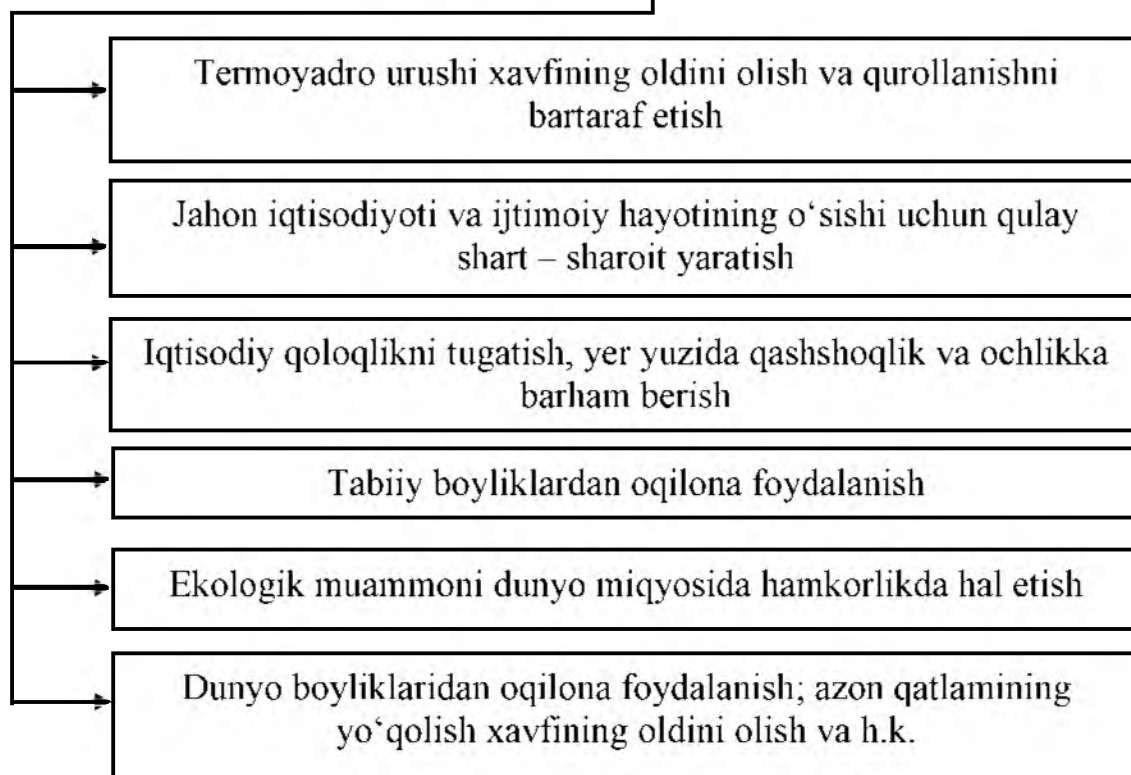 Termoyadro urushi xavfining oldini olish va qurollanishni
bartaraf etish
Jahon iqtisodiyoti va ijtimoiy hayotining o‘sishi uchun qulay
shart – sharoit yaratish
Iqtisodiy qoloqlikni tugatish, yer yuzida qashshoqlik va ochlikka
barham berish
Tabiiy boyliklardan oqilona foydalanish
Ekologik muammoni dunyo miqyosida hamkorlikda hal etish
Dunyo boyliklaridan oqilona foydalanish; azon qatlamining
yo‘qolish xavfining oldini olish va h.k.